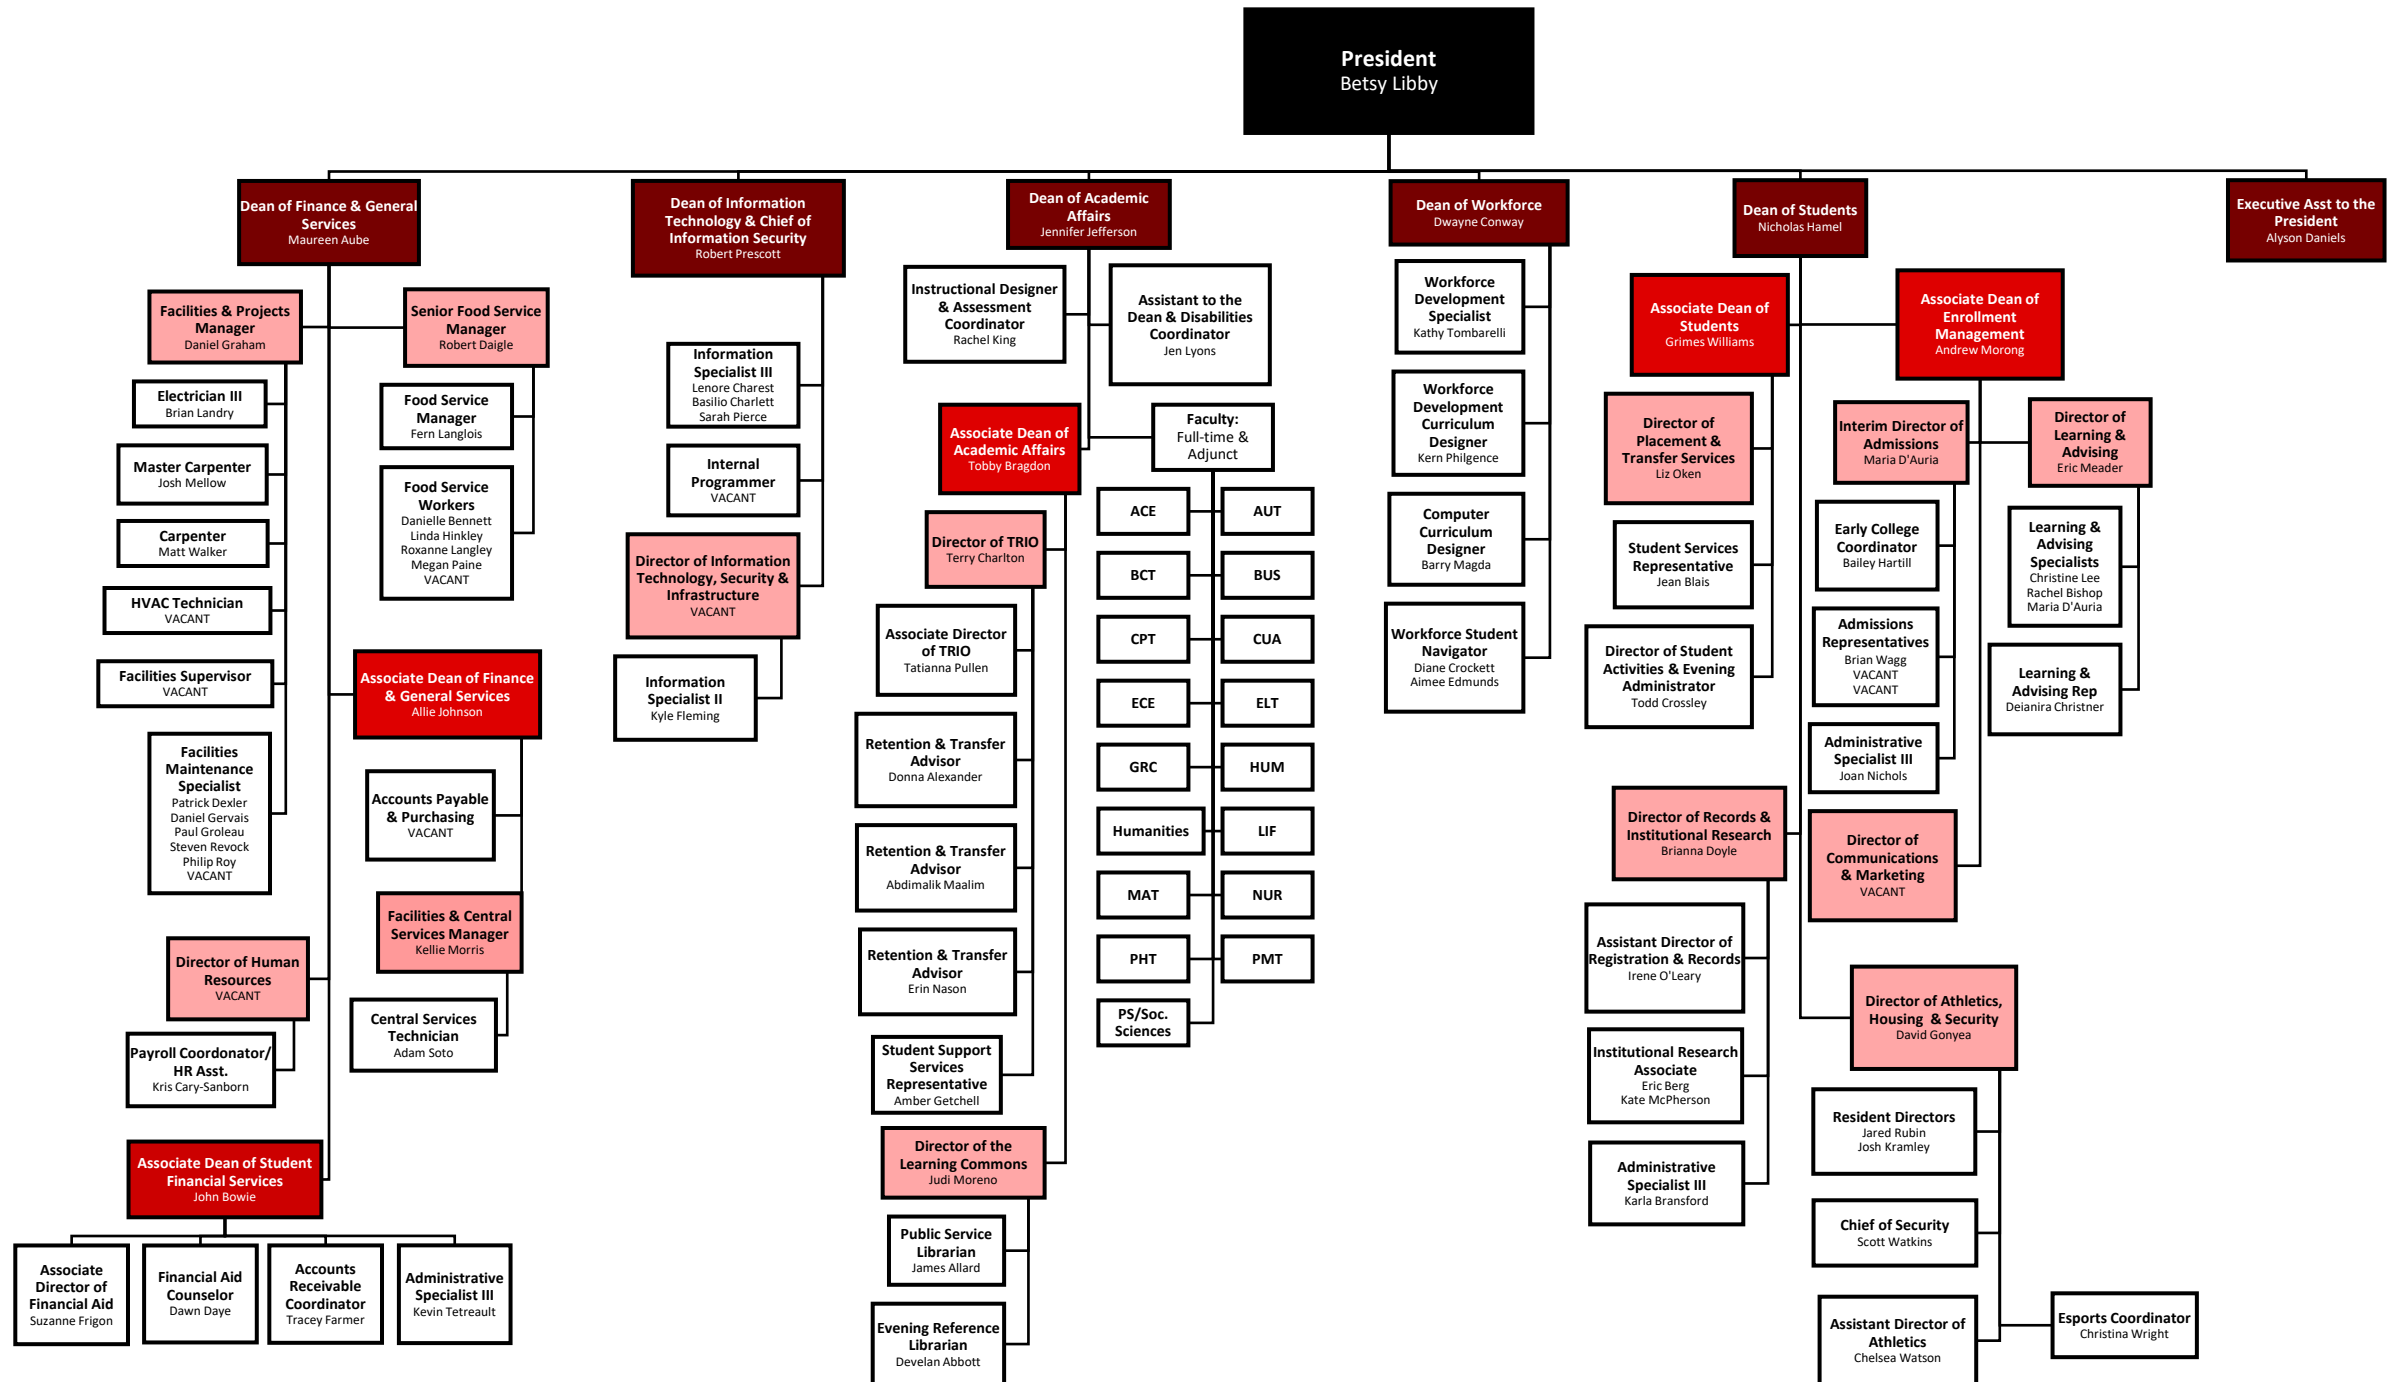 President
Betsy Libby
Dean of Finance & General
Services
Maureen Aube
Dean of Information
Technology & Chief of
Information Security
Robert Prescott
Dean of Academic
Affairs
Jennifer Jefferson
Dean of Workforce
Dwayne Conway
Dean of Students
Nicholas Hamel
Executive Asst to the
President
Alyson Daniels
Facilities & Projects
Manager
Daniel Graham
Senior Food Service
Manager
Robert Daigle
Electrician III
Brian Landry
Master Carpenter
Josh Mellow
Carpenter
Matt Walker
HVAC Technician
VACANT
Facilities Supervisor
VACANT
Facilities
Maintenance
Specialist
Patrick Dexler
Daniel Gervais
Paul Groleau
Steven Revock
Philip Roy
VACANT
Food Service
Manager
Fern Langlois
Food Service
Workers
Danielle Bennett
Linda Hinkley
Roxanne Langley
Megan Paine
VACANT
Associate Dean of Finance
& General Services
Allie Johnson
Accounts Payable
& Purchasing
VACANT
Facilities & Central
Services Manager
Kellie Morris
Central Services
Technician
Adam Soto
Director of Human
Resources
VACANT
Payroll Coordonator/
HR Asst.
Kris Cary-Sanborn
Associate Dean of Student
Financial Services
John Bowie
Associate
Director of
Financial Aid
Suzanne Frigon
Financial Aid
Counselor
Dawn Daye
Accounts
Receivable
Coordinator
Tracey Farmer
Administrative
Specialist III
Kevin Tetreault
Information
Specialist III
Lenore Charest
Basilio Charlett
Sarah Pierce
Internal
Programmer
VACANT
Director of Information
Technology, Security &
Infrastructure
VACANT
Information
Specialist II
Kyle Fleming
Instructional Designer
& Assessment
Coordinator
Rachel King
Assistant to the
Dean & Disabilities
Coordinator
Jen Lyons
Associate Dean of
Academic Affairs
Tobby Bragdon
Faculty:
Full-time &
Adjunct
Director of TRIO
Terry Charlton
Associate Director
of TRIO
Tatianna Pullen
Retention & Transfer
Advisor
Donna Alexander
Retention & Transfer
Advisor
Abdimalik Maalim
Retention & Transfer
Advisor
Erin Nason
Student Support
Services
Representative
Amber Getchell
Director of the
Learning Commons
Judi Moreno
Public Service
Librarian
James Allard
Evening Reference
Librarian
Develan Abbott
ACE
AUT
BCT
BUS
CPT
CUA
ECE
ELT
GRC
HUM
Humanities
LIF
MAT
NUR
PHT
PMT
PS/Soc.
Sciences
Workforce
Development
Specialist
Kathy Tombarelli
Workforce
Development
Curriculum
Designer
Kern Philgence
Computer
Curriculum
Designer
Barry Magda
Workforce Student
Navigator
Diane Crockett
Aimee Edmunds
Associate Dean of
Students
Grimes Williams
Associate Dean of
Enrollment
Management
Andrew Morong
Director of
Placement &
Transfer Services
Liz Oken
Student Services
Representative
Jean Blais
Director of Student
Activities & Evening
Administrator
Todd Crossley
Interim Director of
Admissions
Maria D'Auria
Director of
Learning &
Advising
Eric Meader
Early College
Coordinator
Bailey Hartill
Admissions
Representatives
Brian Wagg
VACANT
VACANT
Administrative
Specialist III
Joan Nichols
Learning &
Advising
Specialists
Christine Lee
Rachel Bishop
Maria D'Auria
Learning &
Advising Rep
Deianira Christner
Director of Records &
Institutional Research
Brianna Doyle
Director of
Communications
& Marketing
VACANT
Assistant Director of
Registration & Records
Irene O'Leary
Institutional Research
Associate
Eric Berg
Kate McPherson
Administrative
Specialist III
Karla Bransford
Director of Athletics,
Housing & Security
David Gonyea
Resident Directors
Jared Rubin
Josh Kramley
Chief of Security
Scott Watkins
Assistant Director of
Athletics
Chelsea Watson
Esports Coordinator
Christina Wright